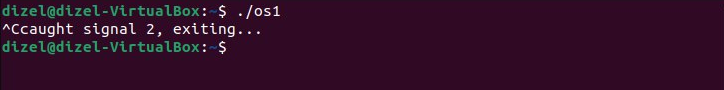 dizel@dizel-VirtualBox:~$ ./os1
^Ccaught signal 2, exiting...
dizel@dizel-VirtualBox:~$